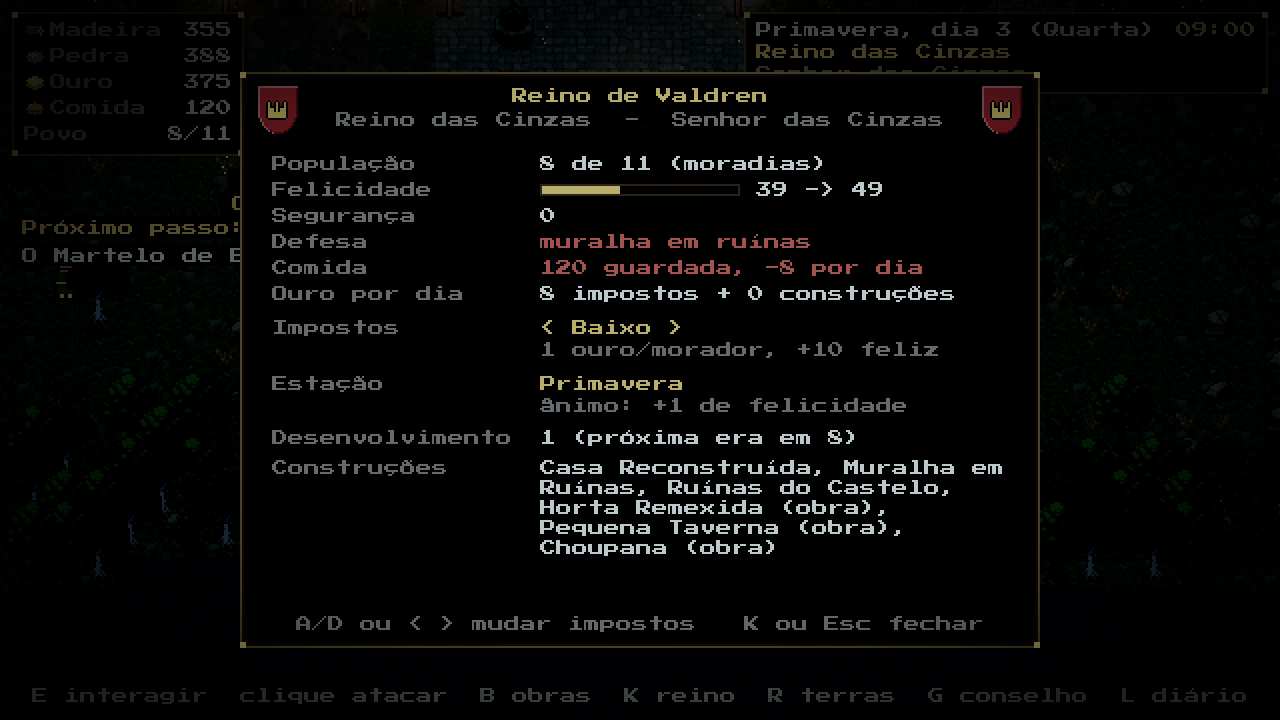 Madeira 355
Pedra 388
Ouro 375
Comida 120
Povo 8/11
Primavera, dia 3 (Quarta) 09:00
Reino das Cinzas
Senhor das Cinzas
Próximo passo:
O Martelo de
Reino de Valdren
Reino das Cinzas - Senhor das Cinzas
População 8 de 11 (moradias)
Felicidade 39 -> 49
Segurança 0
Defesa muralha em ruínas
Comida 120 guardada, -8 por dia
Ouro por dia 8 impostos + 0 construções
Impostos < Baixo >
1 ouro/morador, +10 feliz
Estação Primavera
ânimo: +1 de felicidade
Desenvolvimento 1 (próxima era em 8)
Construções Casa Reconstruída, Muralha em
Ruínas, Ruínas do Castelo,
Horta Remexida (obra),
Pequena Taverna (obra),
Choupana (obra)
A/D ou < > mudar impostos K ou Esc fechar
E interagir clique atacar B obras K reino R terras G conselho L diário